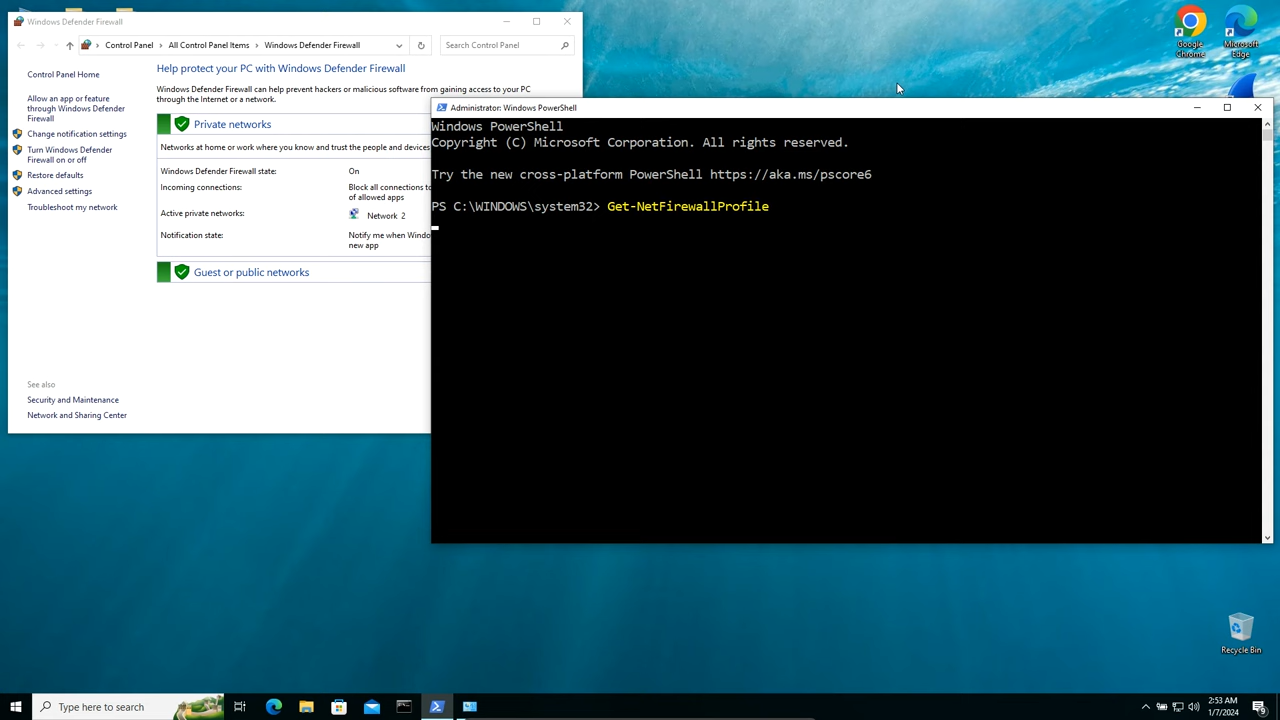 Windows Defender Firewall
Control Panel > All Control Panel Items > Windows Defender Firewall
Search Control Panel
Control Panel Home
Allow an app or feature
through Windows Defender
Firewall
Change notification settings
Turn Windows Defender
Firewall on or off
Restore defaults
Advanced settings
Troubleshoot my network
See also
Security and Maintenance
Network and Sharing Center
Help protect your PC with Windows Defender Firewall
Windows Defender Firewall can help prevent hackers or malicious software from gaining access to your PC
through the Internet or a network.
Private networks
Networks at home or work where you know and trust the people and devices
Windows Defender Firewall state: On
Incoming connections: Block all connections to
of allowed apps
Active private networks: Network 2
Notification state: Notify me when Windo
new app
Guest or public networks
Administrator: Windows PowerShell
Windows PowerShell
Copyright (C) Microsoft Corporation. All rights reserved.
Try the new cross-platform PowerShell https://aka.ms/pscore6
PS C:\WINDOWS\system32> Get-NetFirewallProfile
Google
Chrome
Microsoft
Edge
Recycle Bin
Type here to search
2:53 AM
1/7/2024
9